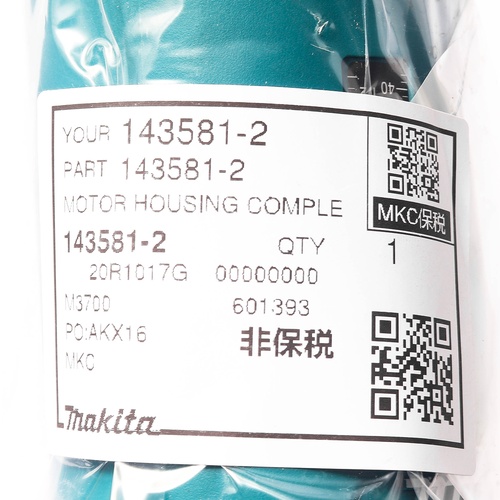 40
YOUR 143581-2
PART 143581-2
MOTOR HOUSING COMPLE
MKC保税
143581-2 QTY 1
20R1017G 00000000
M3700 601393
PO:AKX16 非保税
MKC
makita